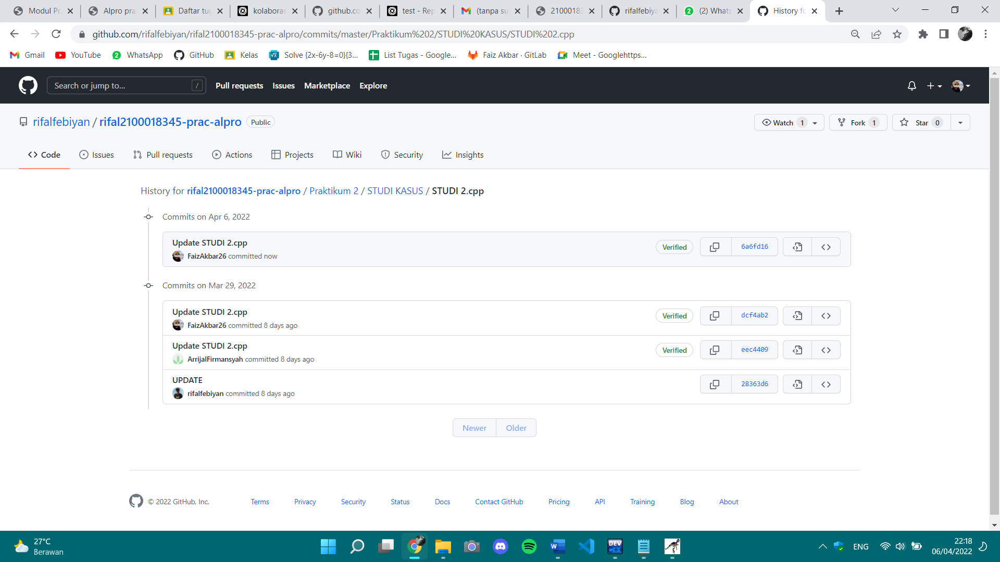 Modul Pra
Alpro pra
Daftar tug
kolaboras
github.co
test - Rep
(tanpa su
21000183
rifalfebiya
(2) Whats
History fo
github.com/rifalfebiyan/rifal2100018345-prac-alpro/commits/master/Praktikum%202/STUDI%20KASUS/STUDI%202.cpp
Gmail
YouTube
WhatsApp
GitHub
Kelas
Solve {2x-6y-8=0}{3...
List Tugas - Google...
Faiz Akbar · GitLab
Meet - Googlehttps...
Search or jump to... /
Pull requests
Issues
Marketplace
Explore
rifalfebiyan / rifal2100018345-prac-alpro Public
Watch 1
Fork 1
Star 0
Code
Issues
Pull requests
Actions
Projects
Wiki
Security
Insights
History for rifal2100018345-prac-alpro / Praktikum 2 / STUDI KASUS / STUDI 2.cpp
Commits on Apr 6, 2022
Update STUDI 2.cpp
FaizAkbar26 committed now
Verified
6a6fd16
Commits on Mar 29, 2022
Update STUDI 2.cpp
FaizAkbar26 committed 8 days ago
Verified
dcf4ab2
Update STUDI 2.cpp
ArrijalFirmansyah committed 8 days ago
Verified
eec4409
UPDATE
rifalfebiyan committed 8 days ago
28363d6
Newer
Older
© 2022 GitHub, Inc.
Terms
Privacy
Security
Status
Docs
Contact GitHub
Pricing
API
Training
Blog
About
27°C
Berawan
DEV
C++
ENG
22:18
06/04/2022